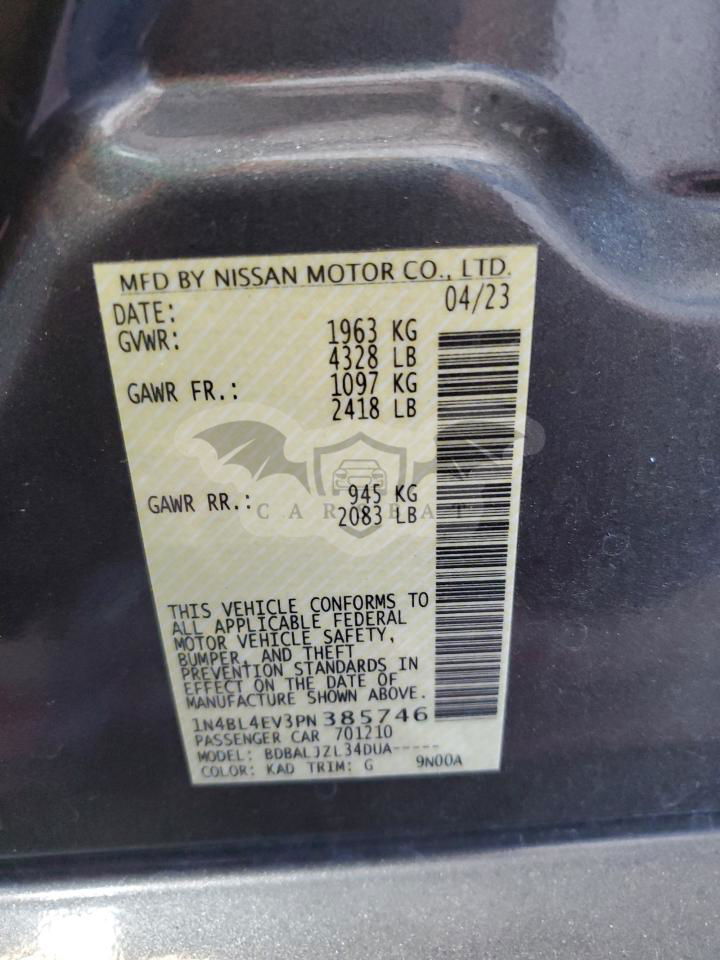 MFD BY NISSAN MOTOR CO., LTD.
DATE: 04/23
GVWR: 1963 KG
4328 LB
GAWR FR.: 1097 KG
2418 LB
GAWR RR.: 945 KG
2083 LB
THIS VEHICLE CONFORMS TO
ALL APPLICABLE FEDERAL
MOTOR VEHICLE SAFETY,
BUMPER, AND THEFT
PREVENTION STANDARDS IN
EFFECT ON THE DATE OF
MANUFACTURE SHOWN ABOVE.
1N4BL4EV3PN385746
PASSENGER CAR 701210
MODEL: BDBALJZL34DUA-----
COLOR: KAD TRIM: G 9N00A